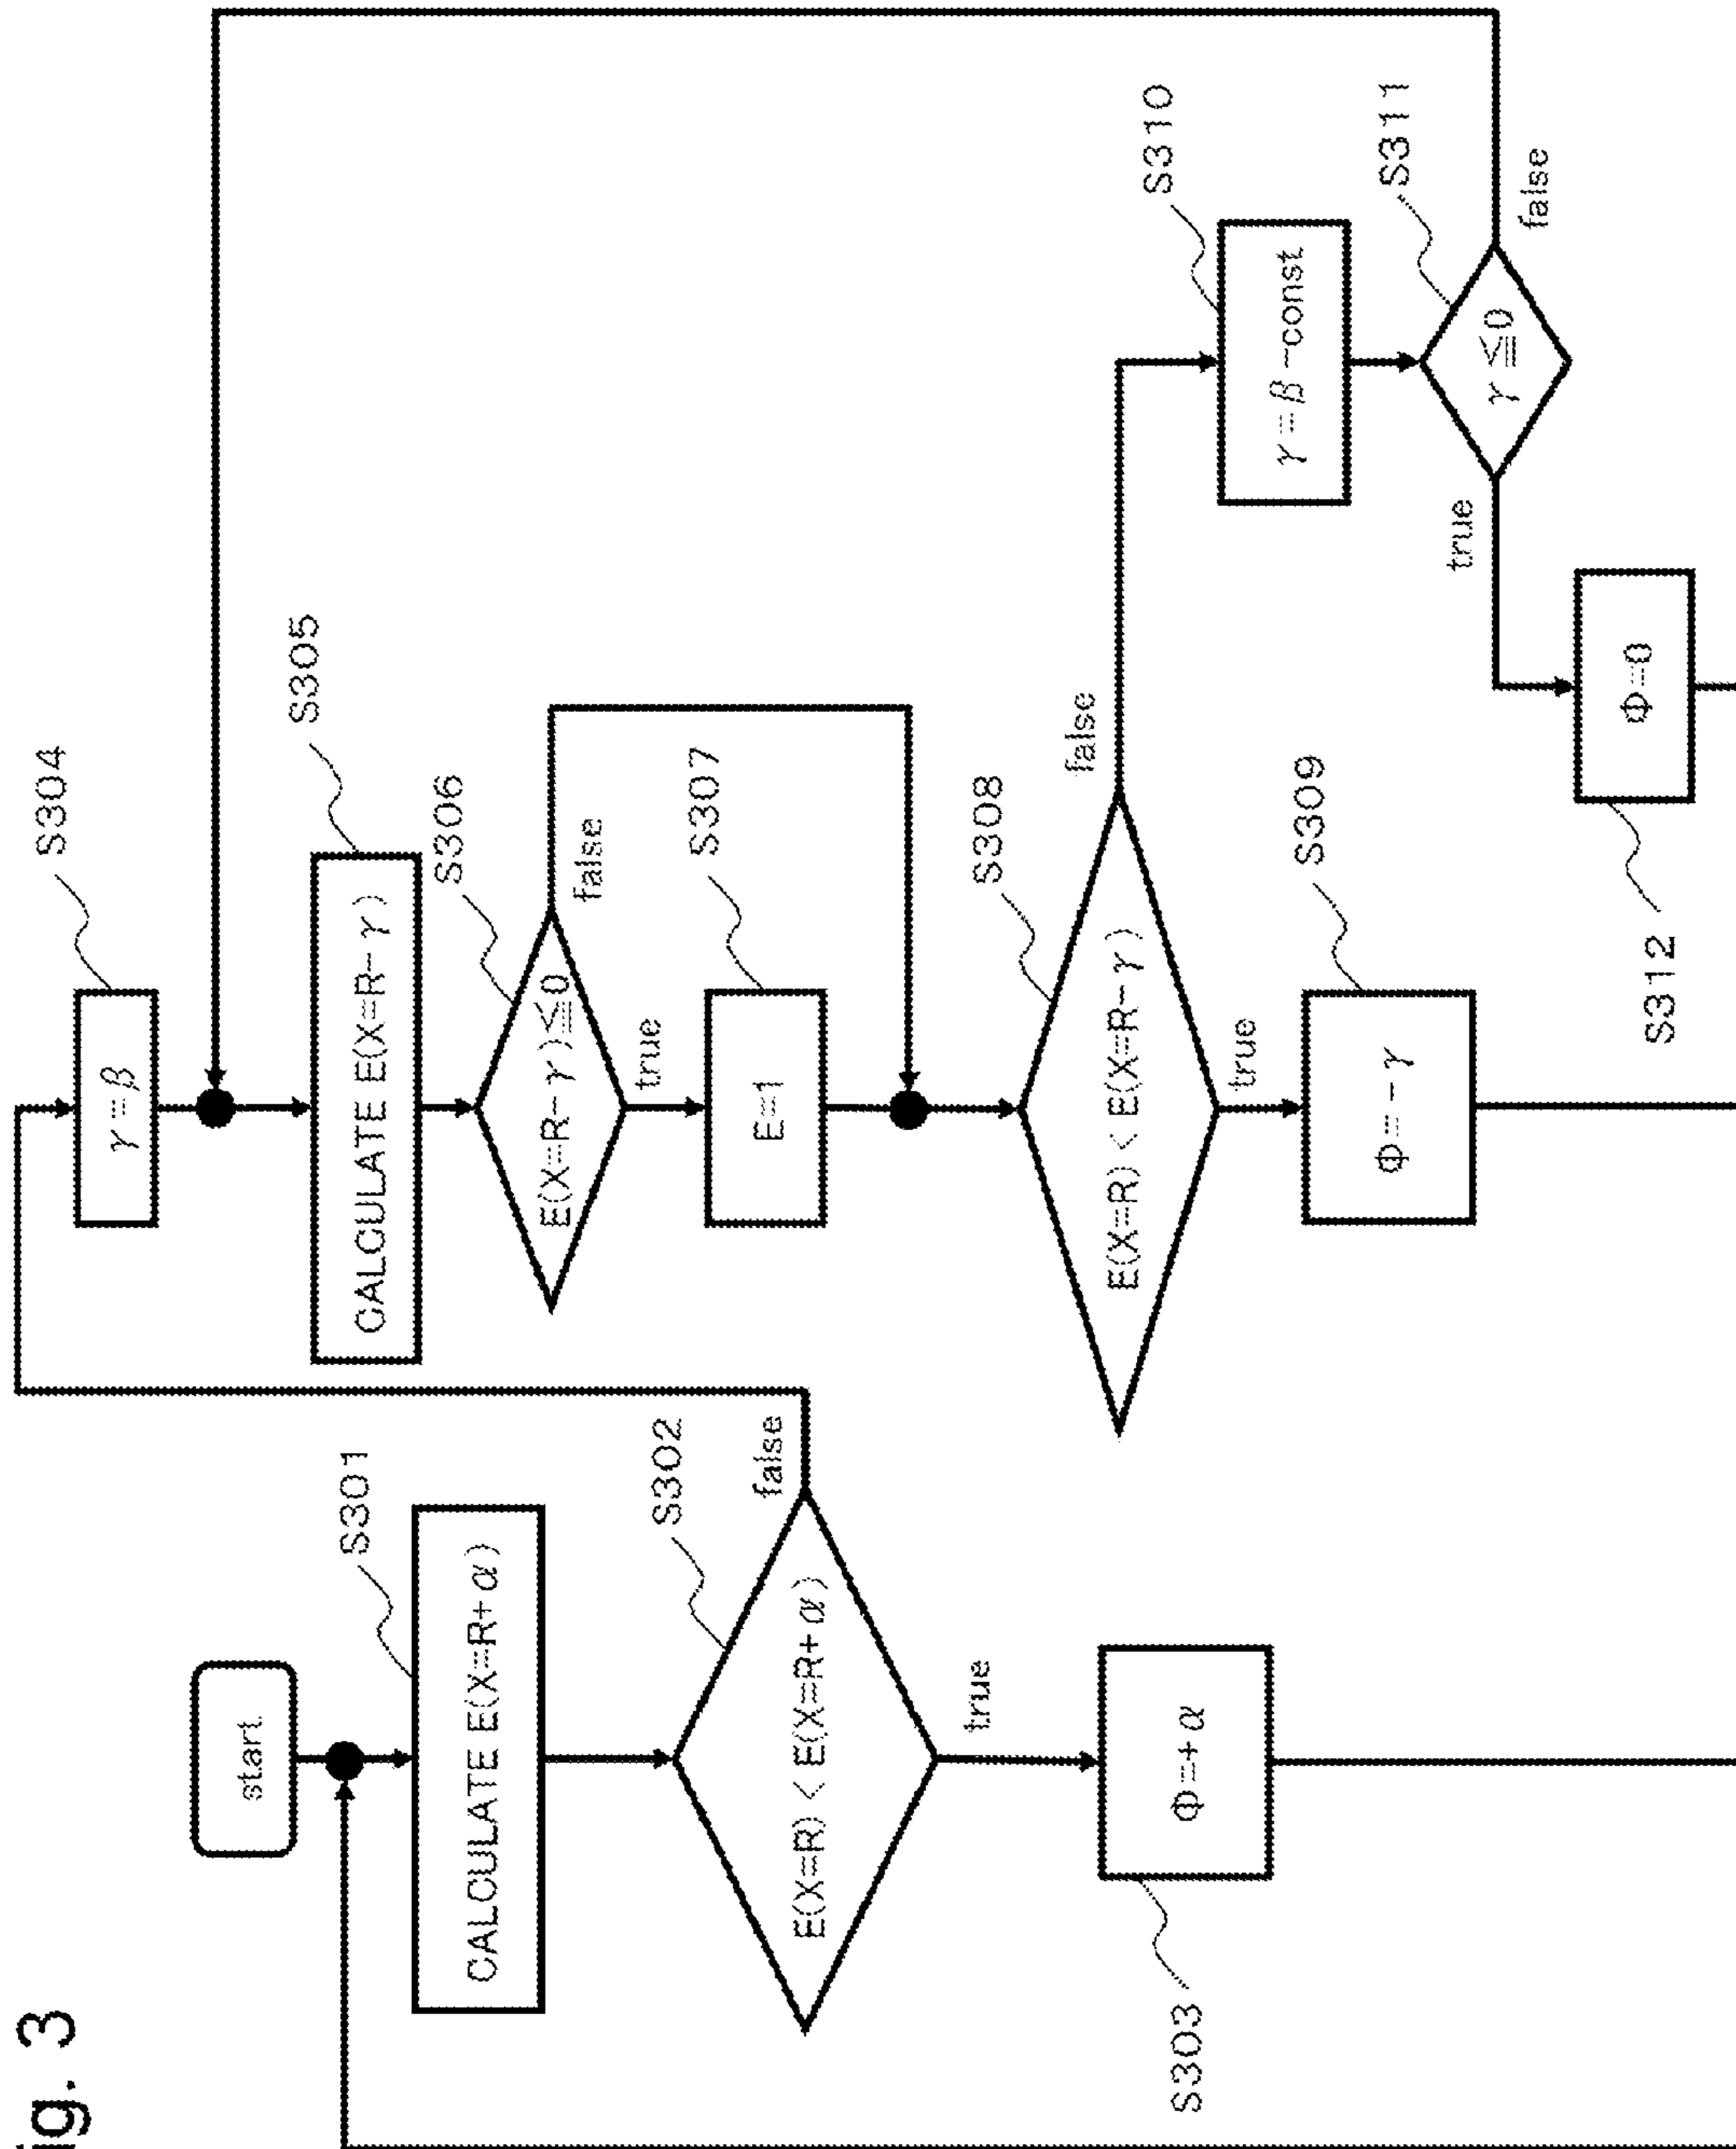 ig. 3
start
S301
CALCULATE E(X=R+α)
S302
E(X=R) < E(X=R+α)
false
true
S303
Φ=+α
S304
γ=β
S305
CALCULATE E(X=R-γ)
S306
E(X=R-γ)≦0
false
true
S307
E=1
S308
E(X=R) < E(X=R-γ)
false
true
S309
Φ=-γ
S310
γ=β-const
S311
γ≦0
false
true
S312
Φ=0